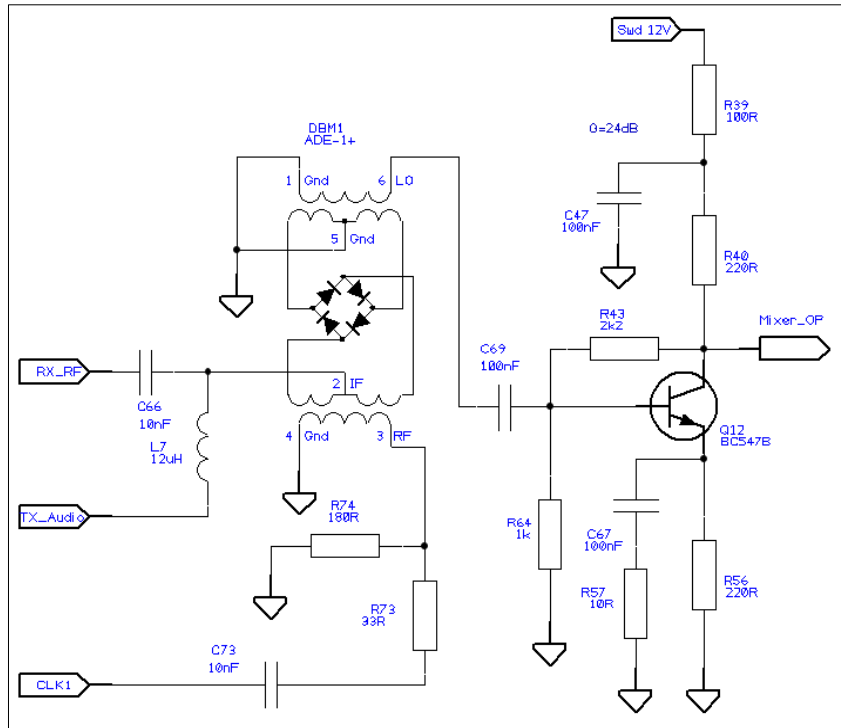 Swd 12V
R39
100R
G=24dB
DBM1
ADE-1+
1 Gnd 6 LO
5 Gnd
C47
100nF
R40
220R
R43
2k2
Mixer_OP
C69
100nF
RX_RF
2 IF
C66
10nF
Q12
BC547B
4 Gnd 3 RF
L7
12uH
TX_Audio
R74
180R
R64
1k
C67
100nF
R57
10R
R56
220R
R73
33R
C73
10nF
CLK1